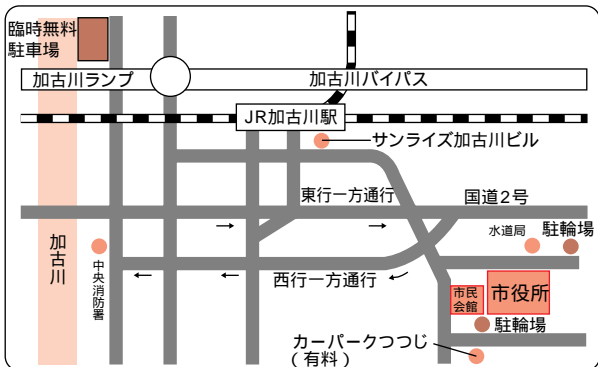 臨時無料
駐車場
加古川ランプ
加古川バイパス
JR加古川駅
サンライズ加古川ビル
東行一方通行
国道2号
加古川
中央消防署
水道局
駐輪場
西行一方通行
市民
会館
市役所
駐輪場
カーパークつつじ
(有料)